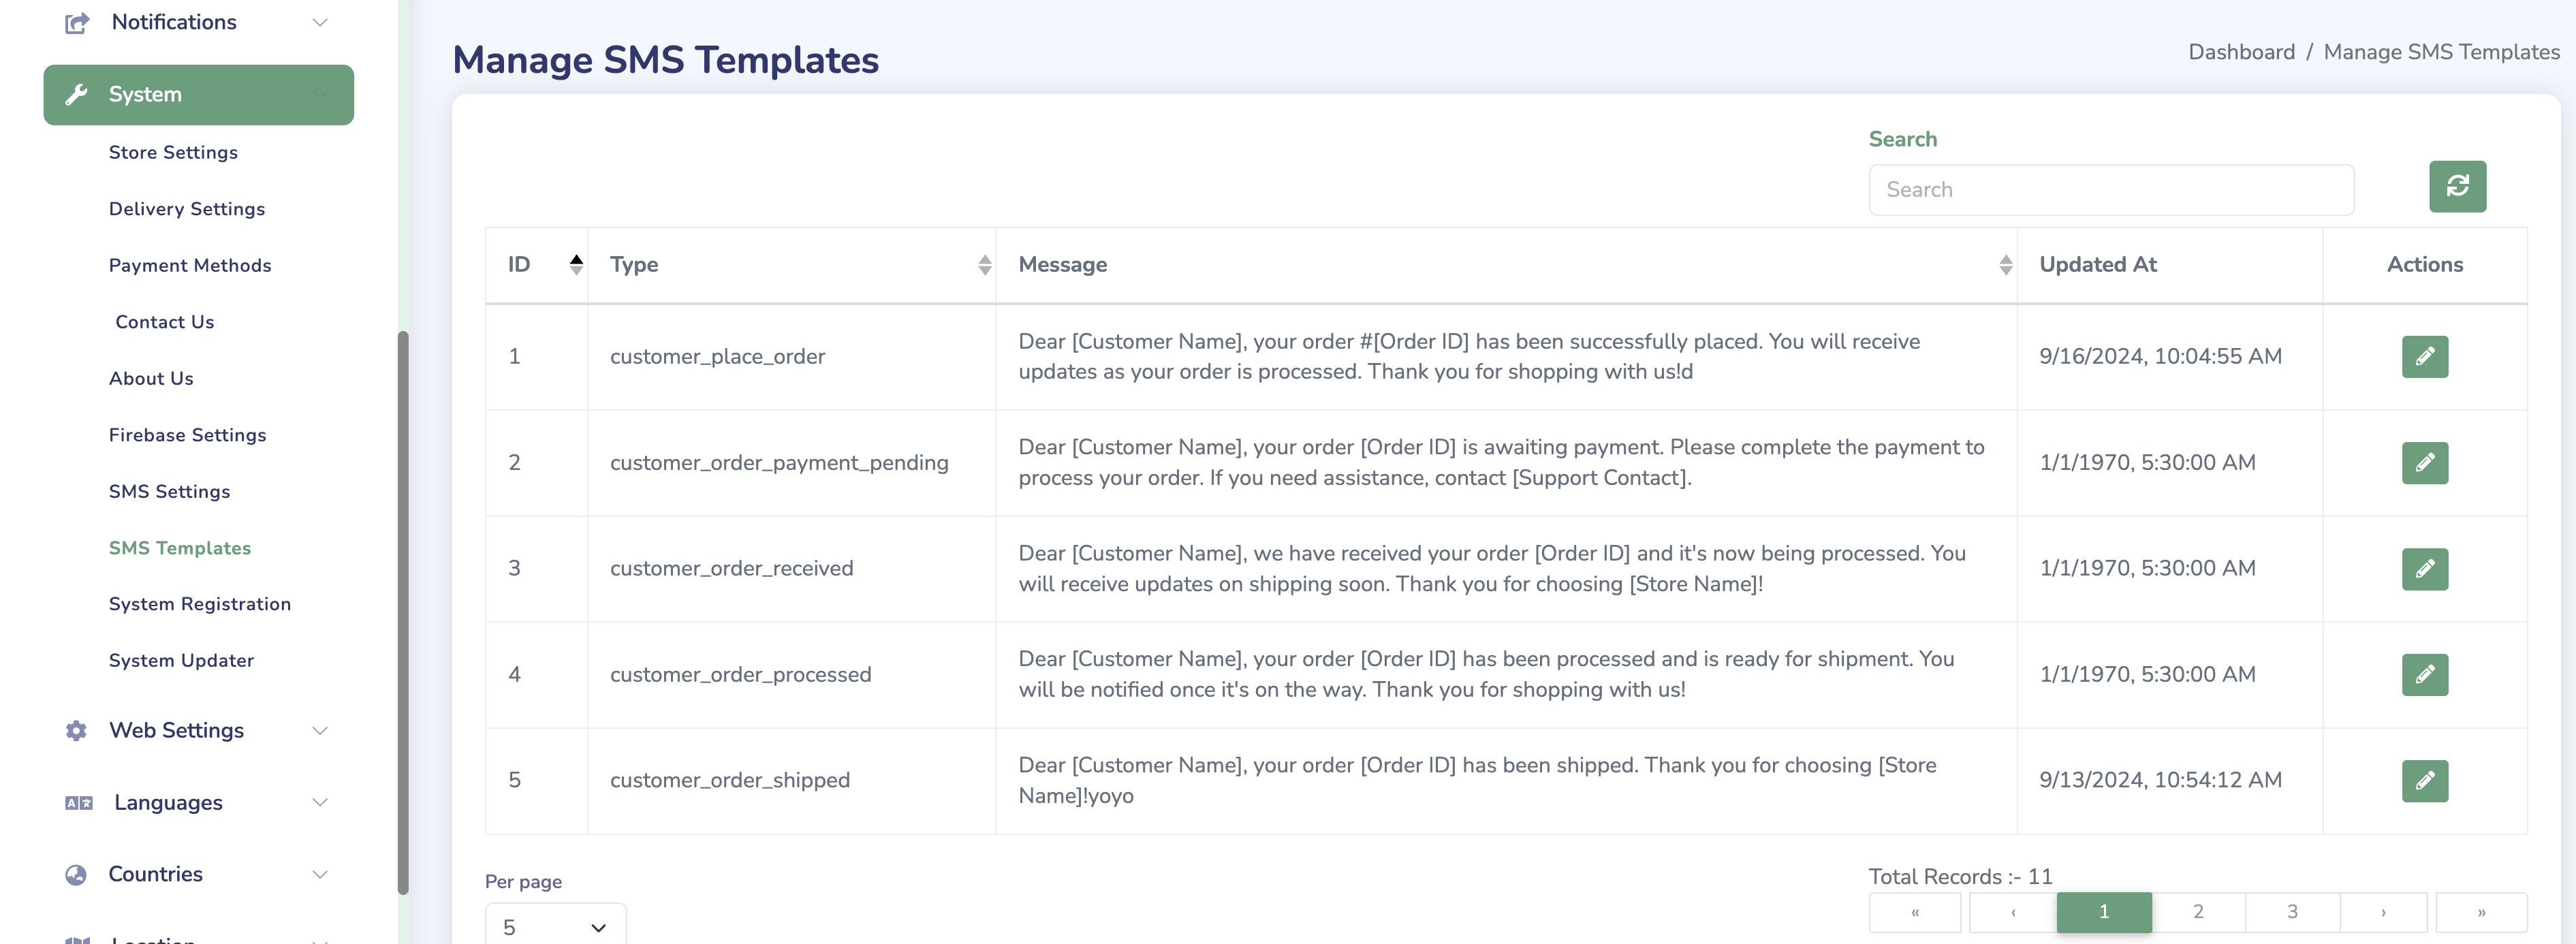 Notifications
System
Store Settings
Delivery Settings
Payment Methods
Contact Us
About Us
Firebase Settings
SMS Settings
SMS Templates
System Registration
System Updater
Web Settings
Languages
Countries
Location
Manage SMS Templates
Dashboard / Manage SMS Templates
Search
Search
ID Type Message Updated At Actions
1 customer_place_order Dear [Customer Name], your order #[Order ID] has been successfully placed. You will receive
updates as your order is processed. Thank you for shopping with us!d 9/16/2024, 10:04:55 AM
2 customer_order_payment_pending Dear [Customer Name], your order [Order ID] is awaiting payment. Please complete the payment to
process your order. If you need assistance, contact [Support Contact]. 1/1/1970, 5:30:00 AM
3 customer_order_received Dear [Customer Name], we have received your order [Order ID] and it's now being processed. You
will receive updates on shipping soon. Thank you for choosing [Store Name]! 1/1/1970, 5:30:00 AM
4 customer_order_processed Dear [Customer Name], your order [Order ID] has been processed and is ready for shipment. You
will be notified once it's on the way. Thank you for shopping with us! 1/1/1970, 5:30:00 AM
5 customer_order_shipped Dear [Customer Name], your order [Order ID] has been shipped. Thank you for choosing [Store
Name]!yoyo 9/13/2024, 10:54:12 AM
Per page
5
Total Records :- 11
« ‹ 1 2 3 › »